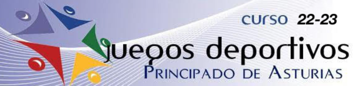 curso 22-23
juegos deportivos
PRINCIPADO DE ASTURIAS